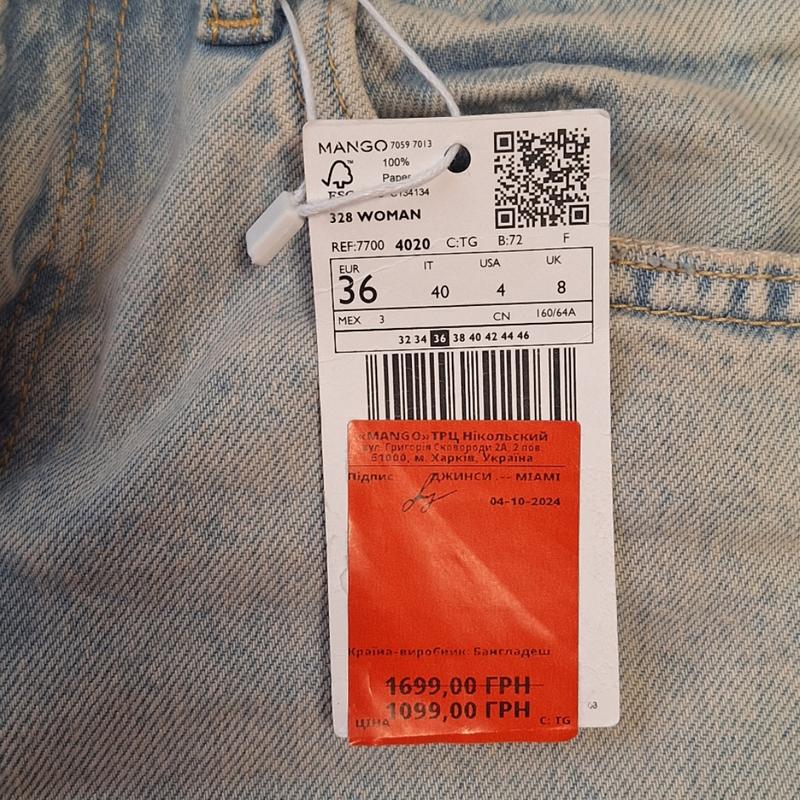 MANGO 7059 7013
100%
Paper
FSC C134134
328 WOMAN
REF:7700 4020 C:TG B:72 F
EUR IT USA UK
36 40 4 8
MEX 3 CN 160/64A
32 34 36 38 40 42 44 46
«MANGO» ТРЦ Нікольский
вул. Григорія Сковороди 2А, 2 пов.
61000, м. Харків, Україна
Підпис ДЖИНСИ .-- MIAMI
04-10-2024
Країна-виробник: Бангладеш
1699,00 ГРН
ЦІНА 1099,00 ГРН C: TG